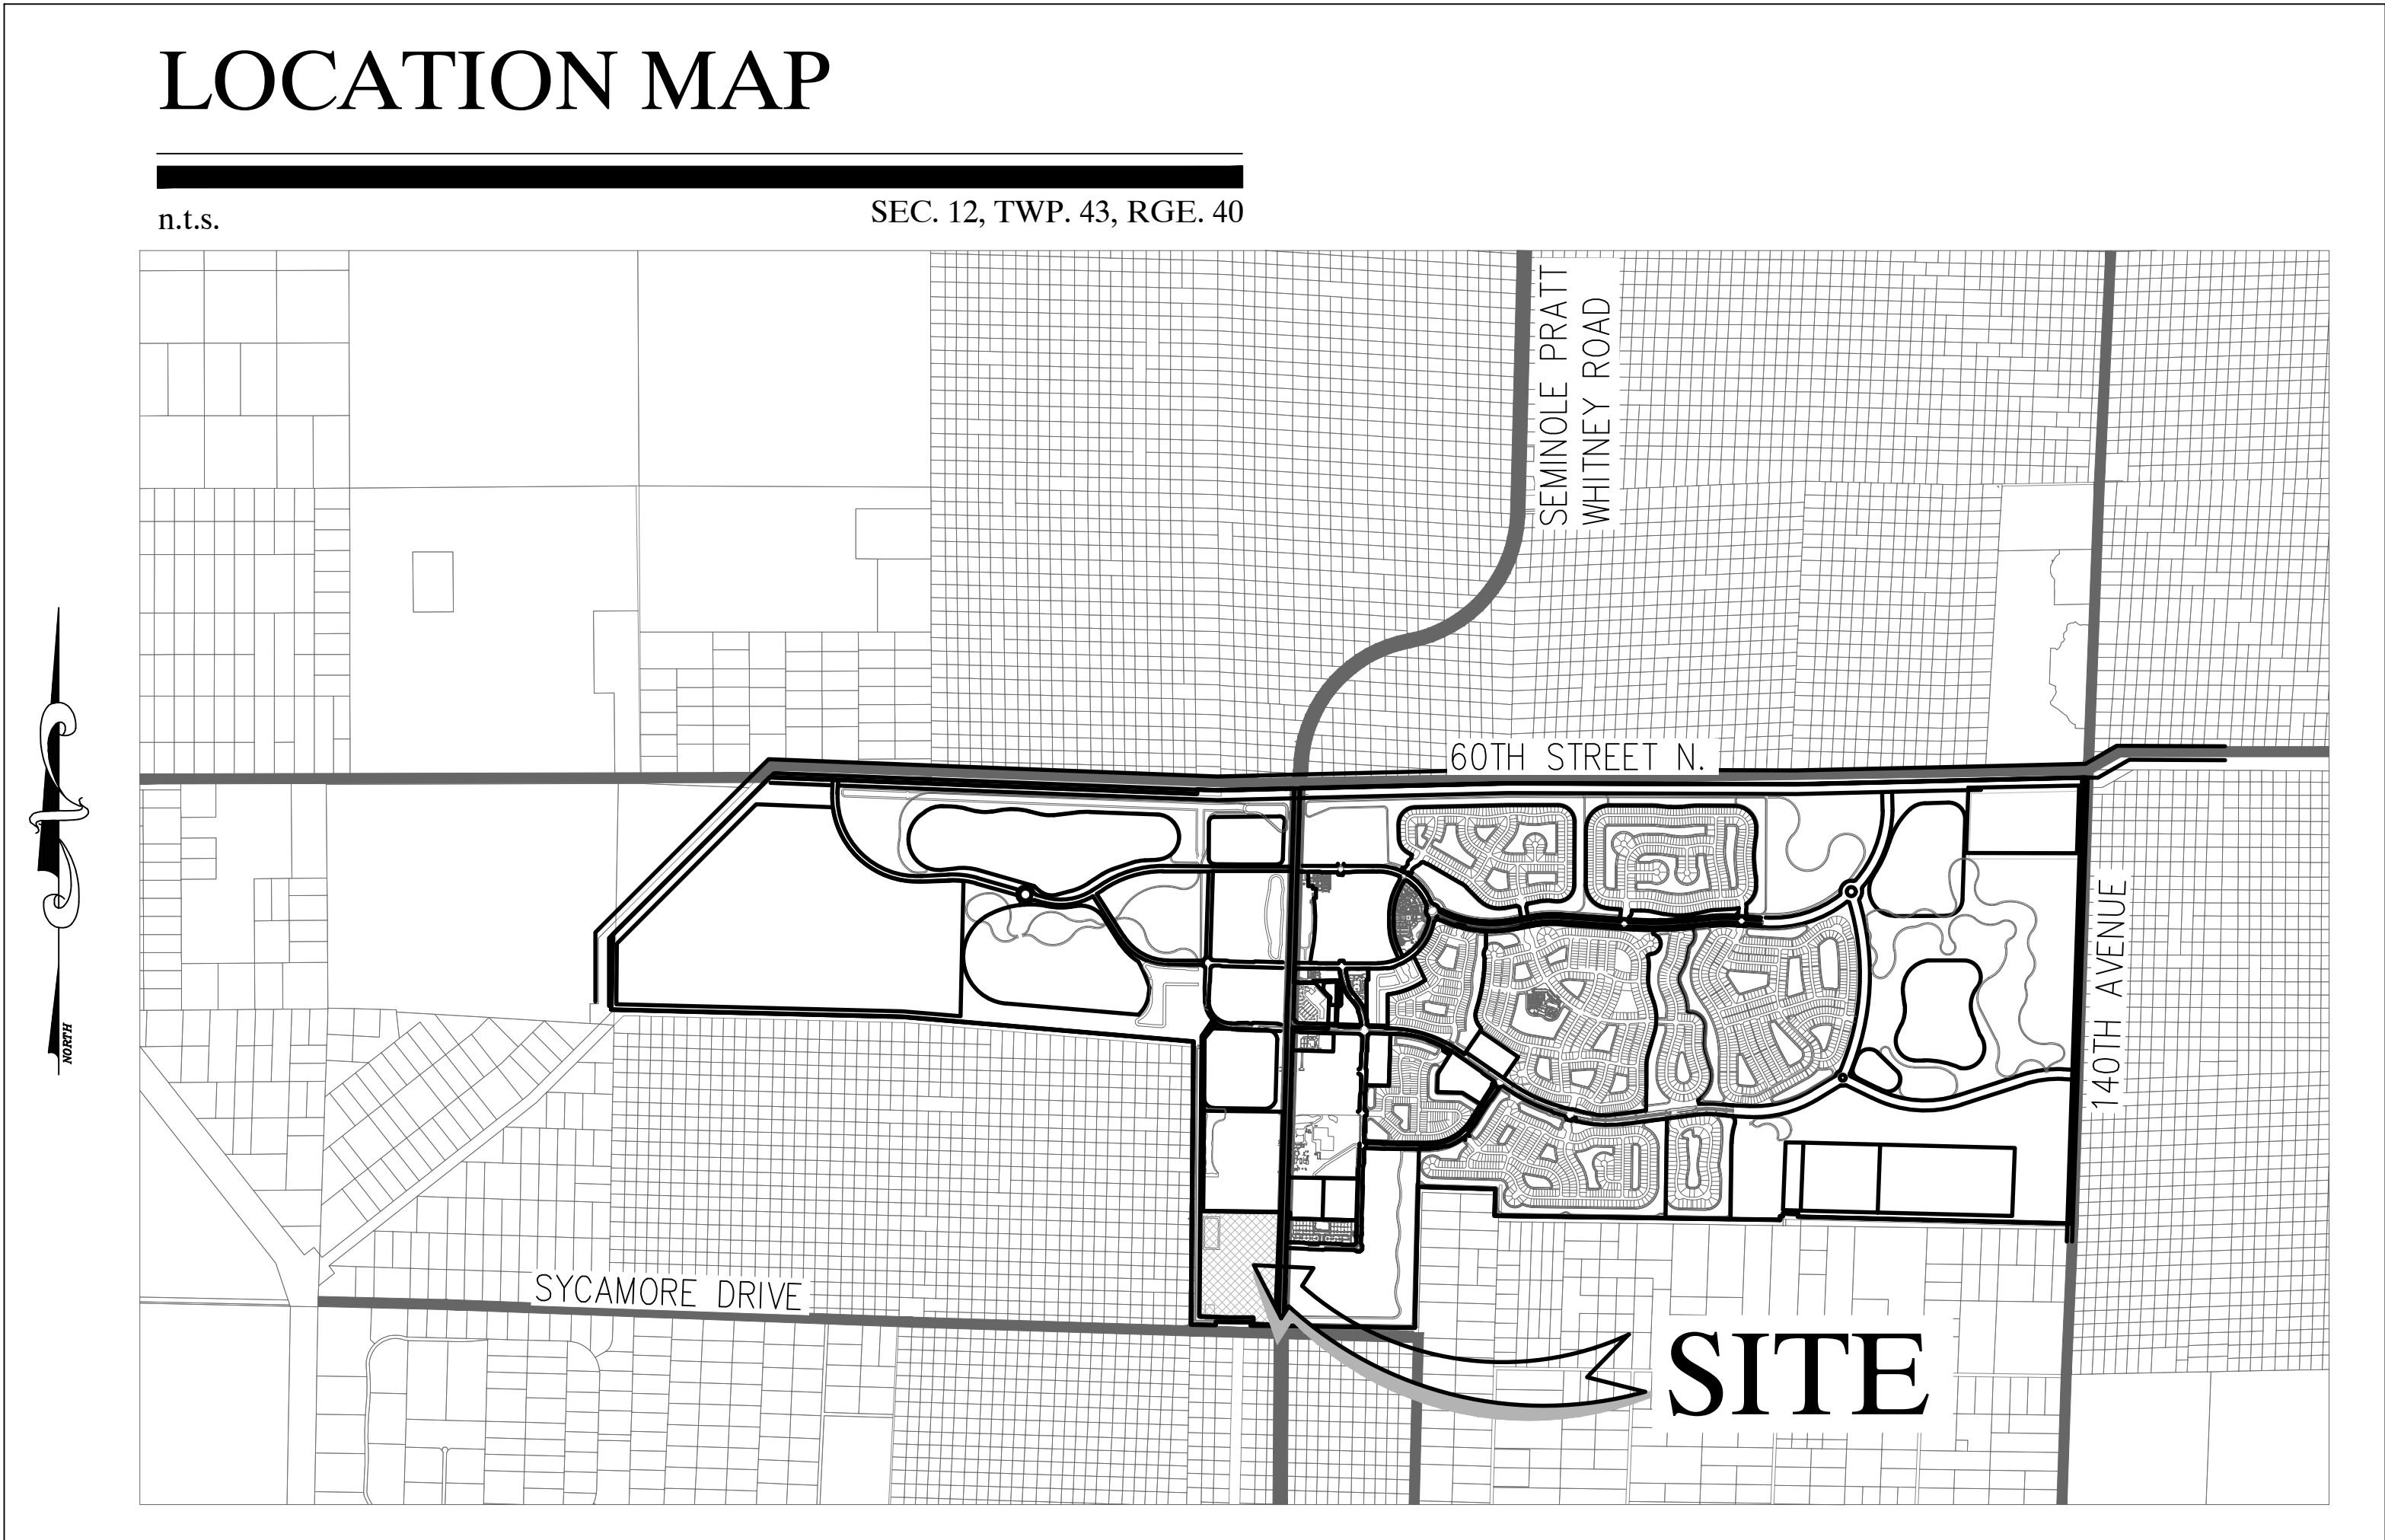 LOCATION MAP
n.t.s.
SEC. 12, TWP. 43, RGE. 40
SEMINOLE PRATT
WHITNEY ROAD
60TH STREET N.
140TH AVENUE
NORTH
SYCAMORE DRIVE
SITE